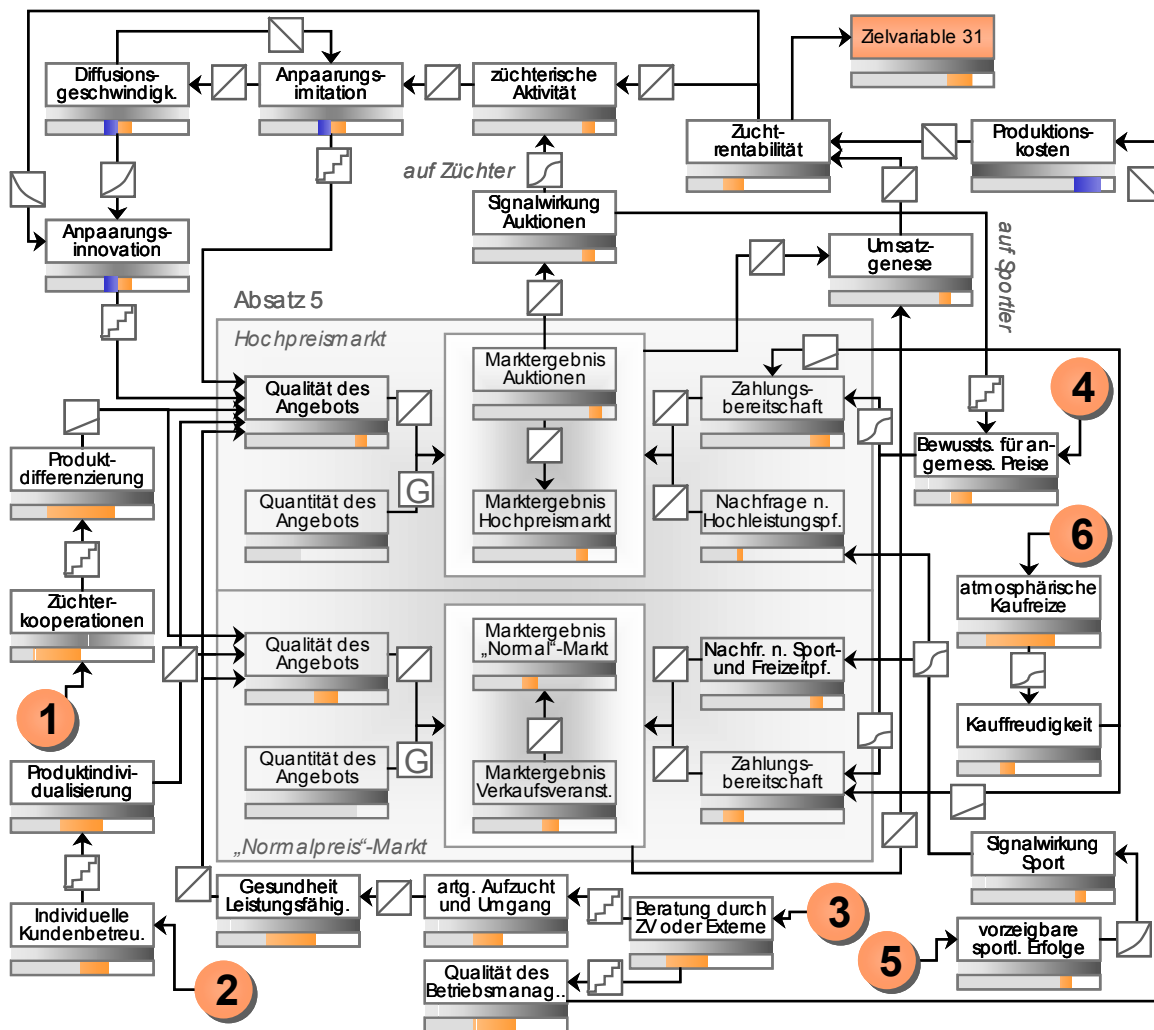 Zielvariable 31
Diffusions-
geschwindigk.
Anpaarungs-
imitation
züchterische
Aktivität
Zucht-
rentabilität
Produktions-
kosten
auf Züchter
Signalwirkung
Auktionen
auf Sportler
Anpaarungs-
innovation
Umsatz-
genese
Absatz 5
Hochpreismarkt
Marktergebnis
Auktionen
Qualität des
Angebots
Zahlungs-
bereitschaft
4
Bewussts. für an-
gemess. Preise
Produkt-
differenzierung
G
Quantität des
Angebots
Marktergebnis
Hochpreismarkt
Nachfrage n.
Hochleistungspf.
6
atmosphärische
Kaufreize
Züchter-
kooperationen
Qualität des
Angebots
Marktergebnis
„Normal“-Markt
Nachfr. n. Sport-
und Freizeitpf.
1
Kauffreudigkeit
G
Quantität des
Angebots
Marktergebnis
Verkaufsveranst.
Zahlungs-
bereitschaft
Produktindivi-
dualisierung
„Normalpreis“-Markt
Signalwirkung
Sport
Gesundheit
Leistungsfähig.
artg. Aufzucht
und Umgang
Beratung durch
ZV oder Externe
3
Individuelle
Kundenbetreu.
vorzeigbare
sportl. Erfolge
5
2
Qualität des
Betriebsmanag..